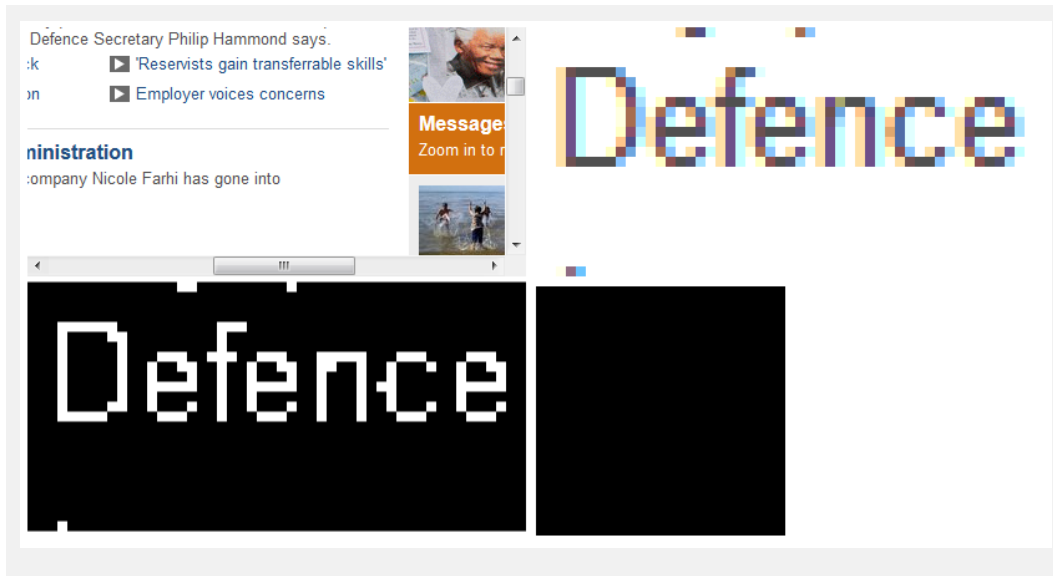 Defence Secretary Philip Hammond says.
'Reservists gain transferrable skills'
Employer voices concerns
Message
Zoom in to
company Nicole Farhi has gone into
Defence
Defence